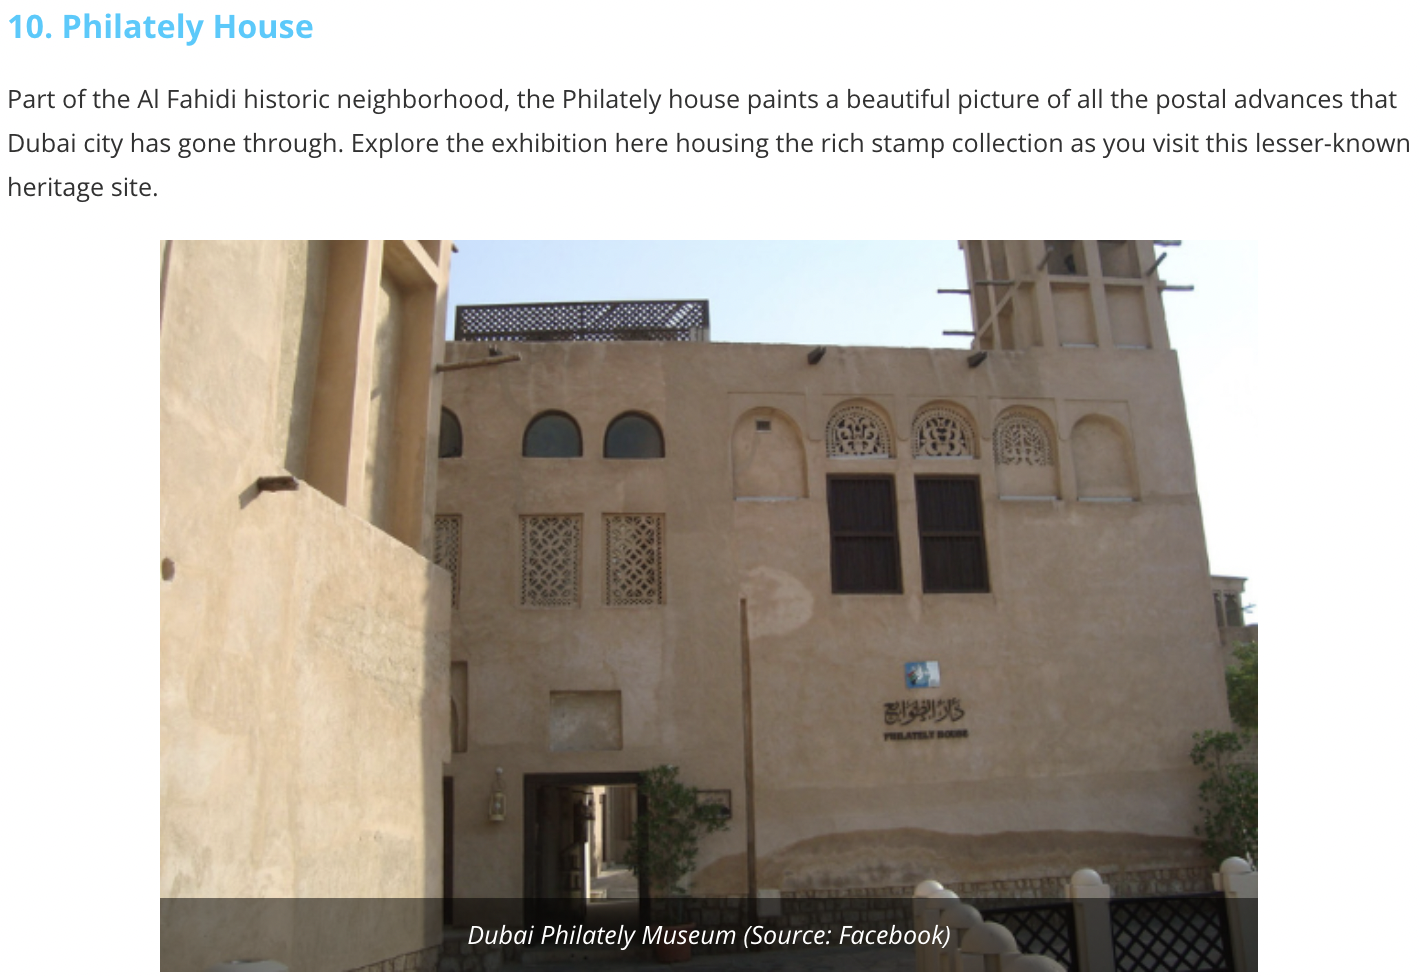 10. Philately House
Part of the Al Fahidi historic neighborhood, the Philately house paints a beautiful picture of all the postal advances that
Dubai city has gone through. Explore the exhibition here housing the rich stamp collection as you visit this lesser-known
heritage site.
دار الطوابع
PHILATELY HOUSE
Dubai Philately Museum (Source: Facebook)